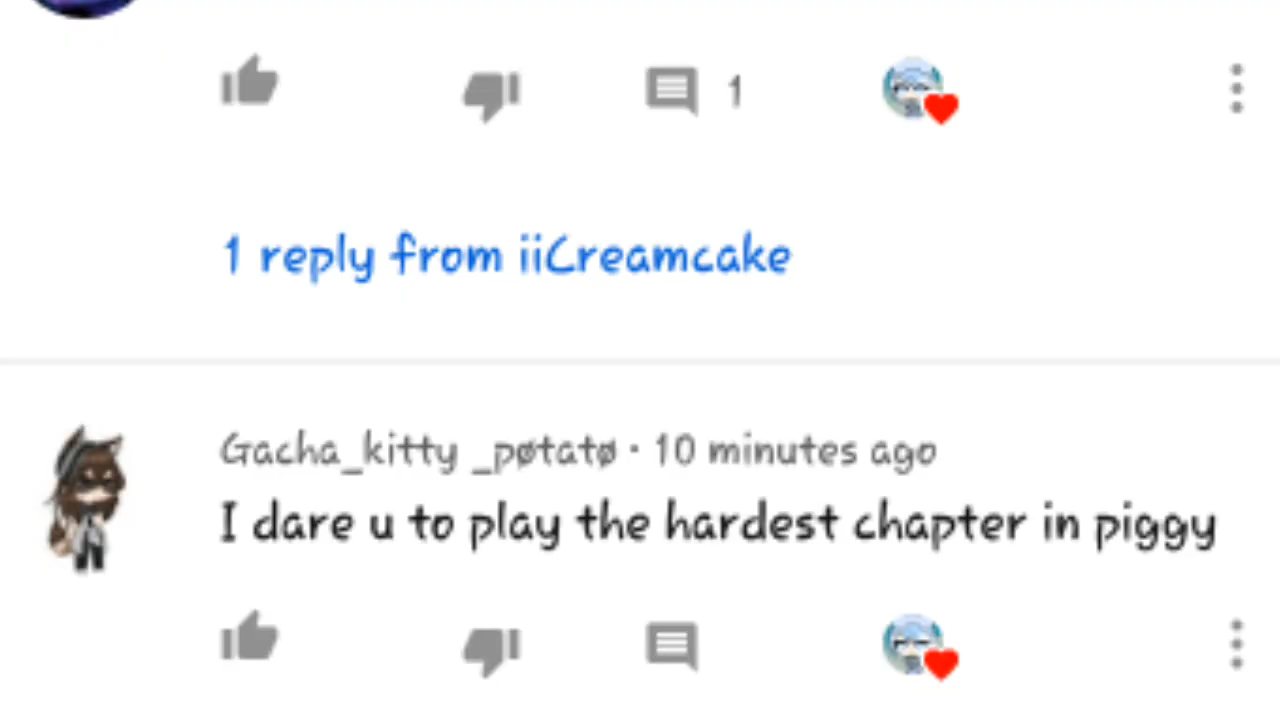 1
1 reply from iiCreamcake
Gacha_kitty _pøtatø · 10 minutes ago
I dare u to play the hardest chapter in piggy